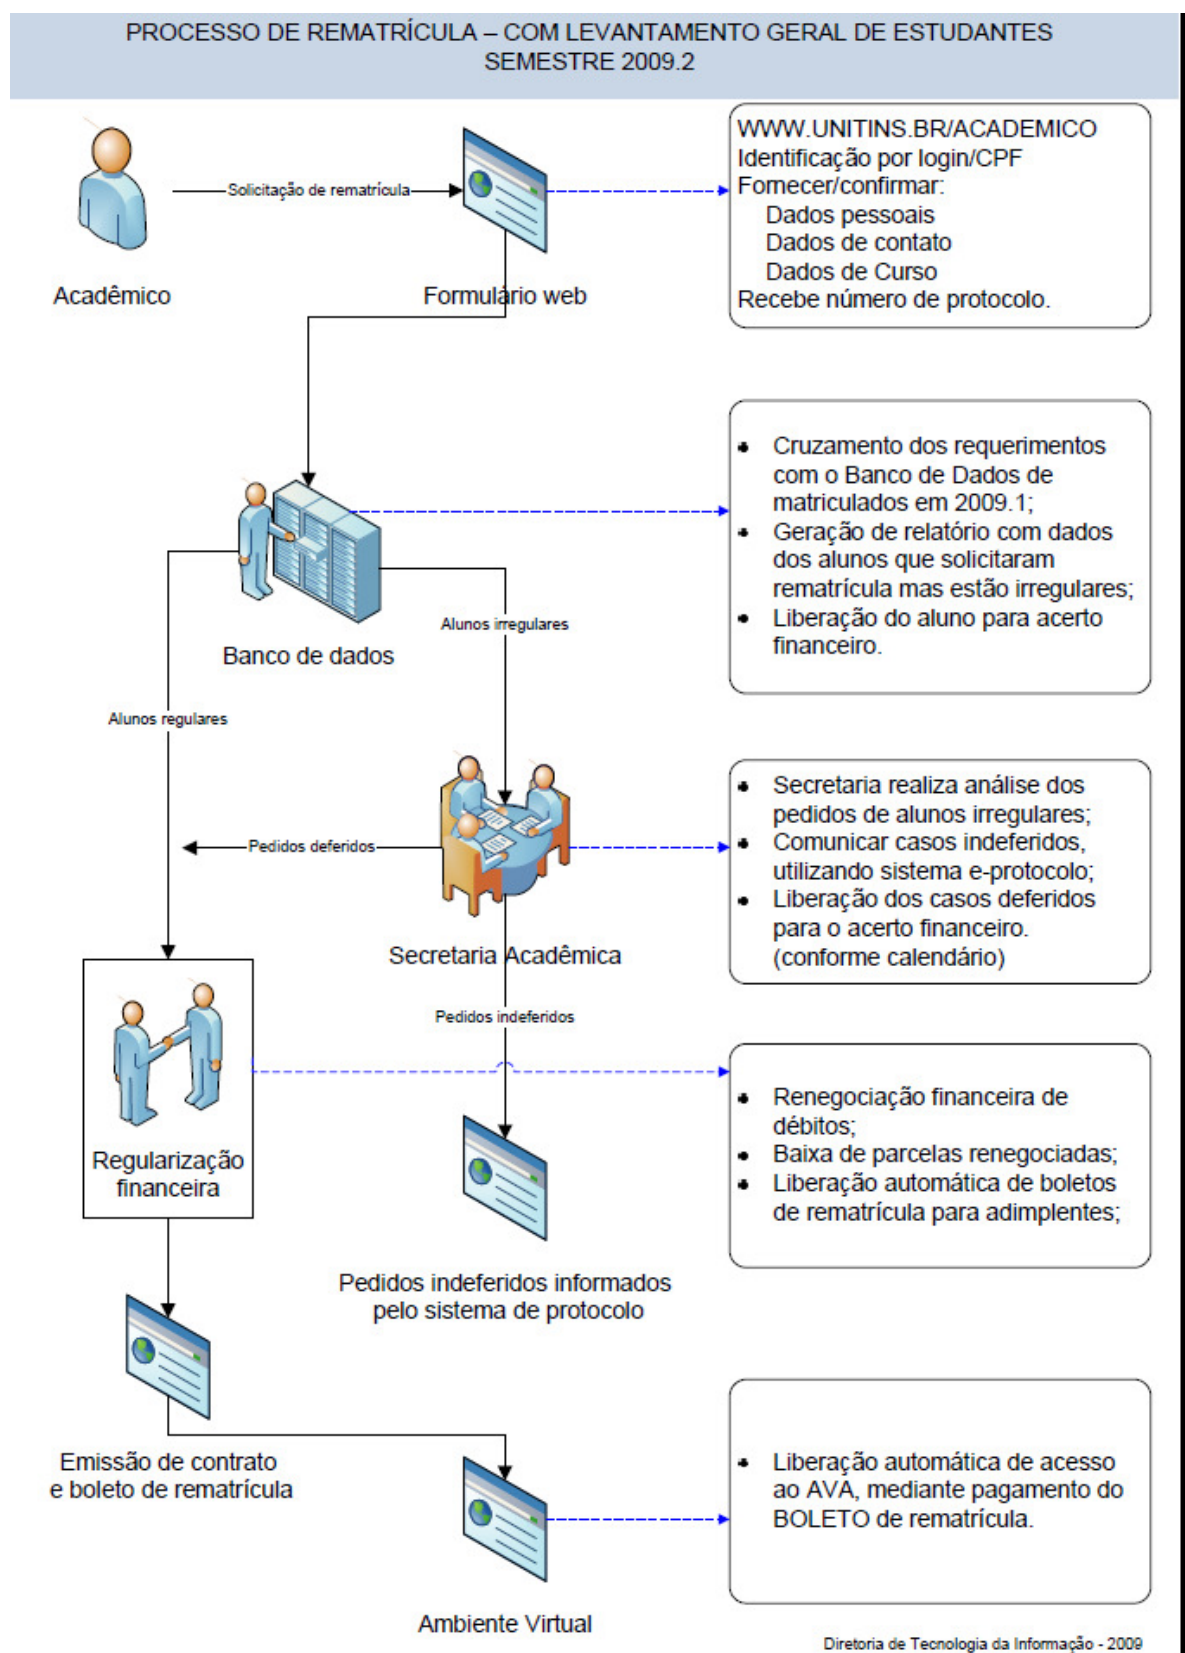 PROCESSO DE REMATRÍCULA – COM LEVANTAMENTO GERAL DE ESTUDANTES
SEMESTRE 2009.2
Solicitação de rematrícula
Acadêmico
Formulário web
WWW.UNITINS.BR/ACADEMICO
Identificação por login/CPF
Fornecer/confirmar:
Dados pessoais
Dados de contato
Dados de Curso
Recebe número de protocolo.
Banco de dados
Alunos irregulares
Alunos regulares
• Cruzamento dos requerimentos
com o Banco de Dados de
matriculados em 2009.1;
• Geração de relatório com dados
dos alunos que solicitaram
rematrícula mas estão irregulares;
• Liberação do aluno para acerto
financeiro.
Pedidos deferidos
Secretaria Acadêmica
• Secretaria realiza análise dos
pedidos de alunos irregulares;
• Comunicar casos indeferidos,
utilizando sistema e-protocolo;
• Liberação dos casos deferidos
para o acerto financeiro.
(conforme calendário)
Pedidos indeferidos
Regularização
financeira
• Renegociação financeira de
débitos;
• Baixa de parcelas renegociadas;
• Liberação automática de boletos
de rematrícula para adimplentes;
Pedidos indeferidos informados
pelo sistema de protocolo
Emissão de contrato
e boleto de rematrícula
• Liberação automática de acesso
ao AVA, mediante pagamento do
BOLETO de rematrícula.
Ambiente Virtual
Diretoria de Tecnologia da Informação - 2009